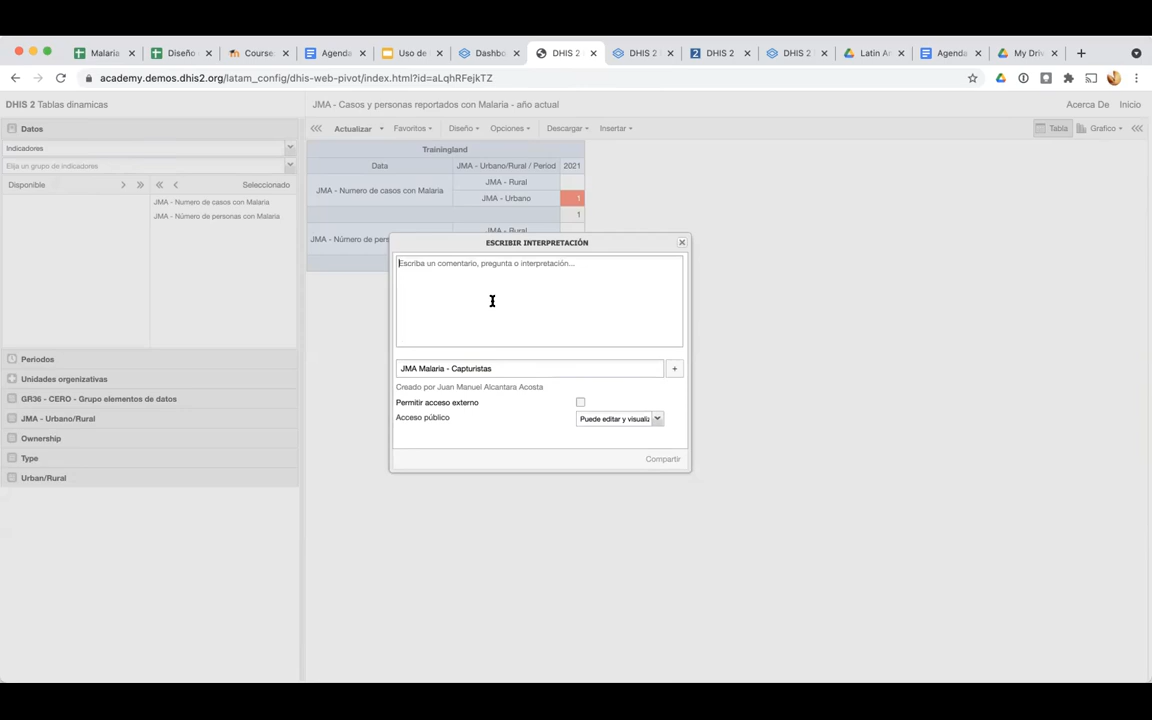 Malaria
Diseño
Course:
Agenda
Uso de
Dashbo
DHIS 2
DHIS 2
DHIS 2
DHIS 2
Latin An
Agenda
My Driv
academy.demos.dhis2.org/latam_config/dhis-web-pivot/index.html?id=aLqhRFejkTZ
DHIS 2 Tablas dinamicas
JMA - Casos y personas reportados con Malaria - año actual
Acerca De
Inicio
Datos
Actualizar
Favoritos
Diseño
Opciones
Descargar
Insertar
Tabla
Grafico
Indicadores
Elija un grupo de indicadores
Disponible
Seleccionado
JMA - Numero de casos con Malaria
JMA - Número de personas con Malaria
Trainingland
Data
JMA - Urbano/Rural / Period
2021
JMA - Numero de casos con Malaria
JMA - Rural
JMA - Urbano
1
1
JMA - Número de pers
JMA - Rural
ESCRIBIR INTERPRETACIÓN
Escriba un comentario, pregunta o interpretación...
JMA Malaria - Capturistas
+
Creado por Juan Manuel Alcantara Acosta
Permitir acceso externo
Acceso público
Puede editar y visualiz
Compartir
Periodos
Unidades organizativas
GR36 - CERO - Grupo elementos de datos
JMA - Urbano/Rural
Ownership
Type
Urban/Rural